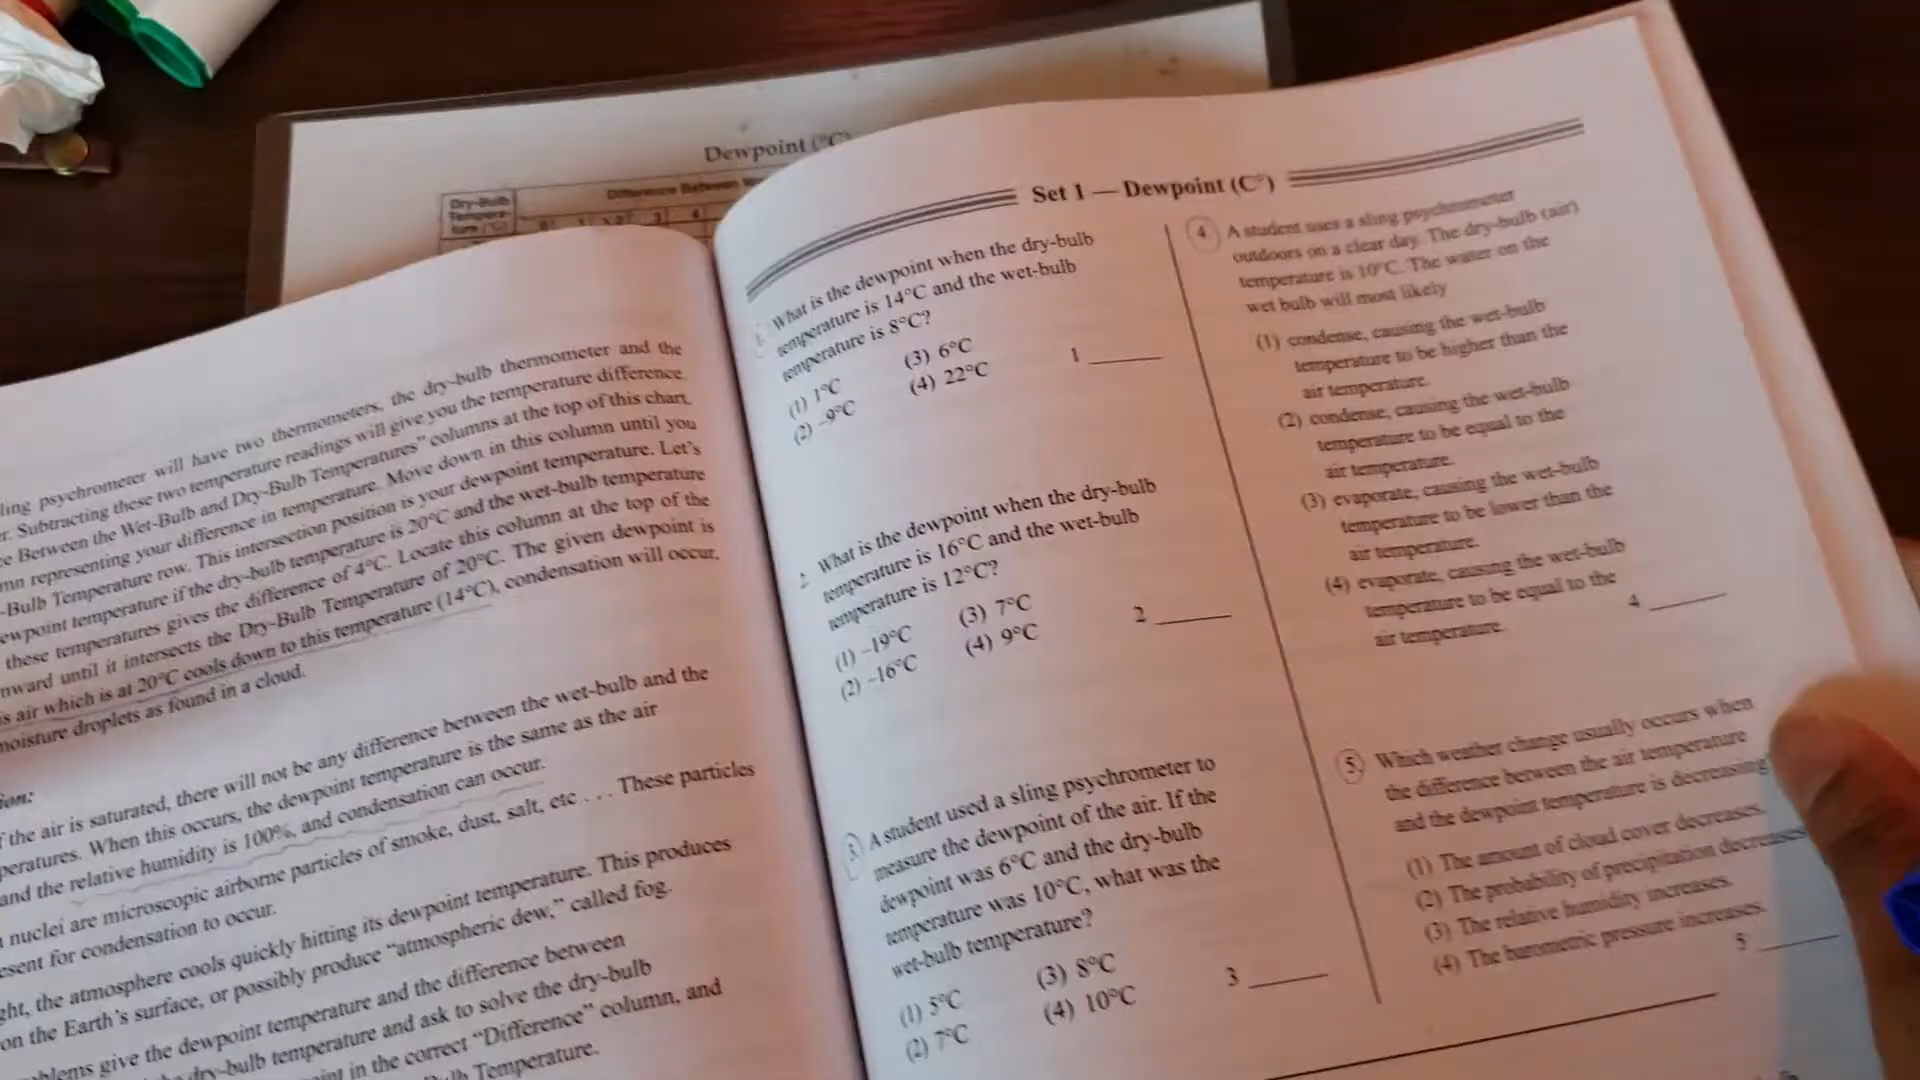 Dewpoint (°C)
Dry-Bulb
Tempera-
ture (°C)
Difference Between
0 1 2 3 4
ling psychrometer will have two thermometers, the dry-bulb thermometer and the
r. Subtracting these two temperature readings will give you the temperature difference.
ce Between the Wet-Bulb and Dry-Bulb Temperatures” columns at the top of this chart.
mn representing your difference in temperature. Move down in this column until you
-Bulb Temperature row. This intersection position is your dewpoint temperature. Let’s
ewpoint temperature if the dry-bulb temperature is 20°C and the wet-bulb temperature
these temperatures gives the difference of 4°C. Locate this column at the top of the
nward until it intersects the Dry-Bulb Temperature of 20°C. The given dewpoint is
is air which is at 20°C cools down to this temperature (14°C), condensation will occur,
moisture droplets as found in a cloud.
ion:
f the air is saturated, there will not be any difference between the wet-bulb and the
peratures. When this occurs, the dewpoint temperature is the same as the air
and the relative humidity is 100%, and condensation can occur.
n nuclei are microscopic airborne particles of smoke, dust, salt, etc . . . These particles
esent for condensation to occur.
ght, the atmosphere cools quickly hitting its dewpoint temperature. This produces
on the Earth’s surface, or possibly produce “atmospheric dew,” called fog.
oblems give the dewpoint temperature and the difference between
dry-bulb temperature and ask to solve the dry-bulb
int in the correct “Difference” column, and
Bulb Temperature.
Set 1 — Dewpoint (C°)
1. What is the dewpoint when the dry-bulb
temperature is 14°C and the wet-bulb
temperature is 8°C?
(1) 1°C (3) 6°C
(2) –9°C (4) 22°C 1 ______
2. What is the dewpoint when the dry-bulb
temperature is 16°C and the wet-bulb
temperature is 12°C?
(1) –19°C (3) 7°C
(2) –16°C (4) 9°C 2 ______
3. A student used a sling psychrometer to
measure the dewpoint of the air. If the
dewpoint was 6°C and the dry-bulb
temperature was 10°C, what was the
wet-bulb temperature?
(1) 5°C (3) 8°C
(2) 7°C (4) 10°C 3 ______
4. A student uses a sling psychrometer
outdoors on a clear day. The dry-bulb (air)
temperature is 10°C. The water on the
wet bulb will most likely
(1) condense, causing the wet-bulb
temperature to be higher than the
air temperature.
(2) condense, causing the wet-bulb
temperature to be equal to the
air temperature.
(3) evaporate, causing the wet-bulb
temperature to be lower than the
air temperature.
(4) evaporate, causing the wet-bulb
temperature to be equal to the
air temperature. 4 ______
5. Which weather change usually occurs when
the difference between the air temperature
and the dewpoint temperature is decreasing
(1) The amount of cloud cover decreases.
(2) The probability of precipitation decreases
(3) The relative humidity increases.
(4) The barometric pressure increases.
5 ______